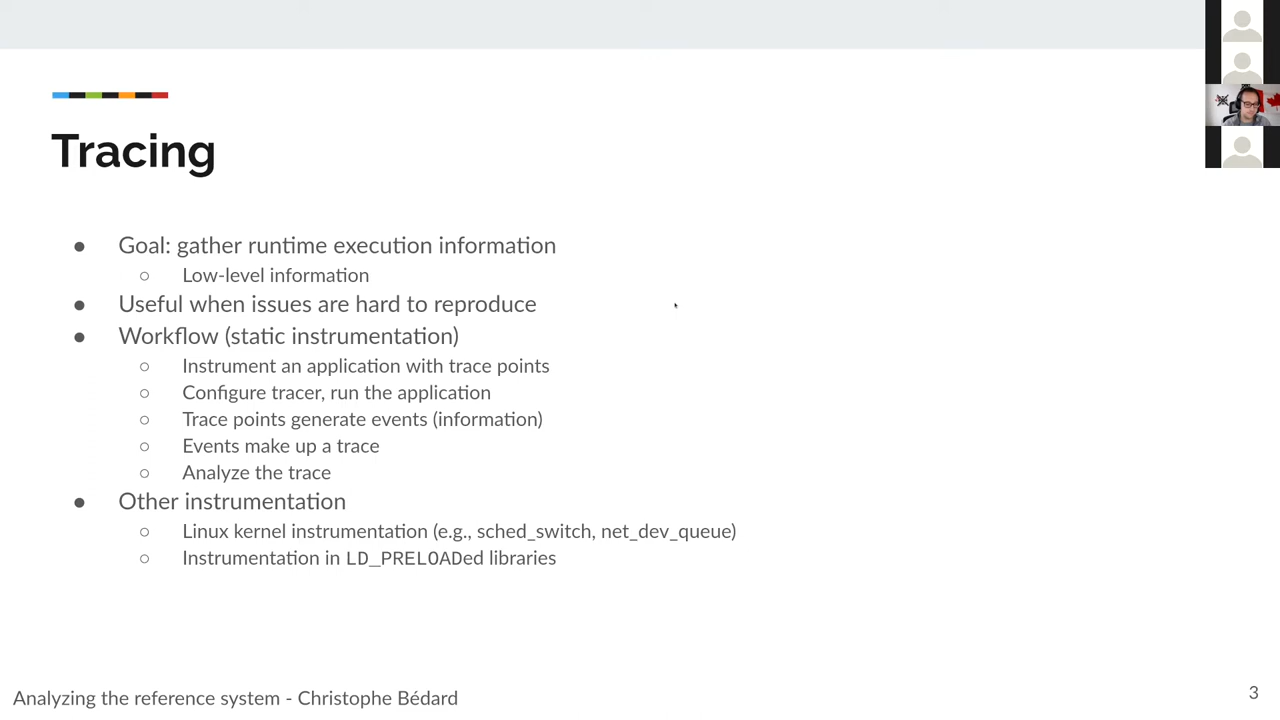 Tracing
● Goal: gather runtime execution information
○ Low-level information
● Useful when issues are hard to reproduce
● Workflow (static instrumentation)
○ Instrument an application with trace points
○ Configure tracer, run the application
○ Trace points generate events (information)
○ Events make up a trace
○ Analyze the trace
● Other instrumentation
○ Linux kernel instrumentation (e.g., sched_switch, net_dev_queue)
○ Instrumentation in LD_PRELOADed libraries
Analyzing the reference system - Christophe Bédard
3